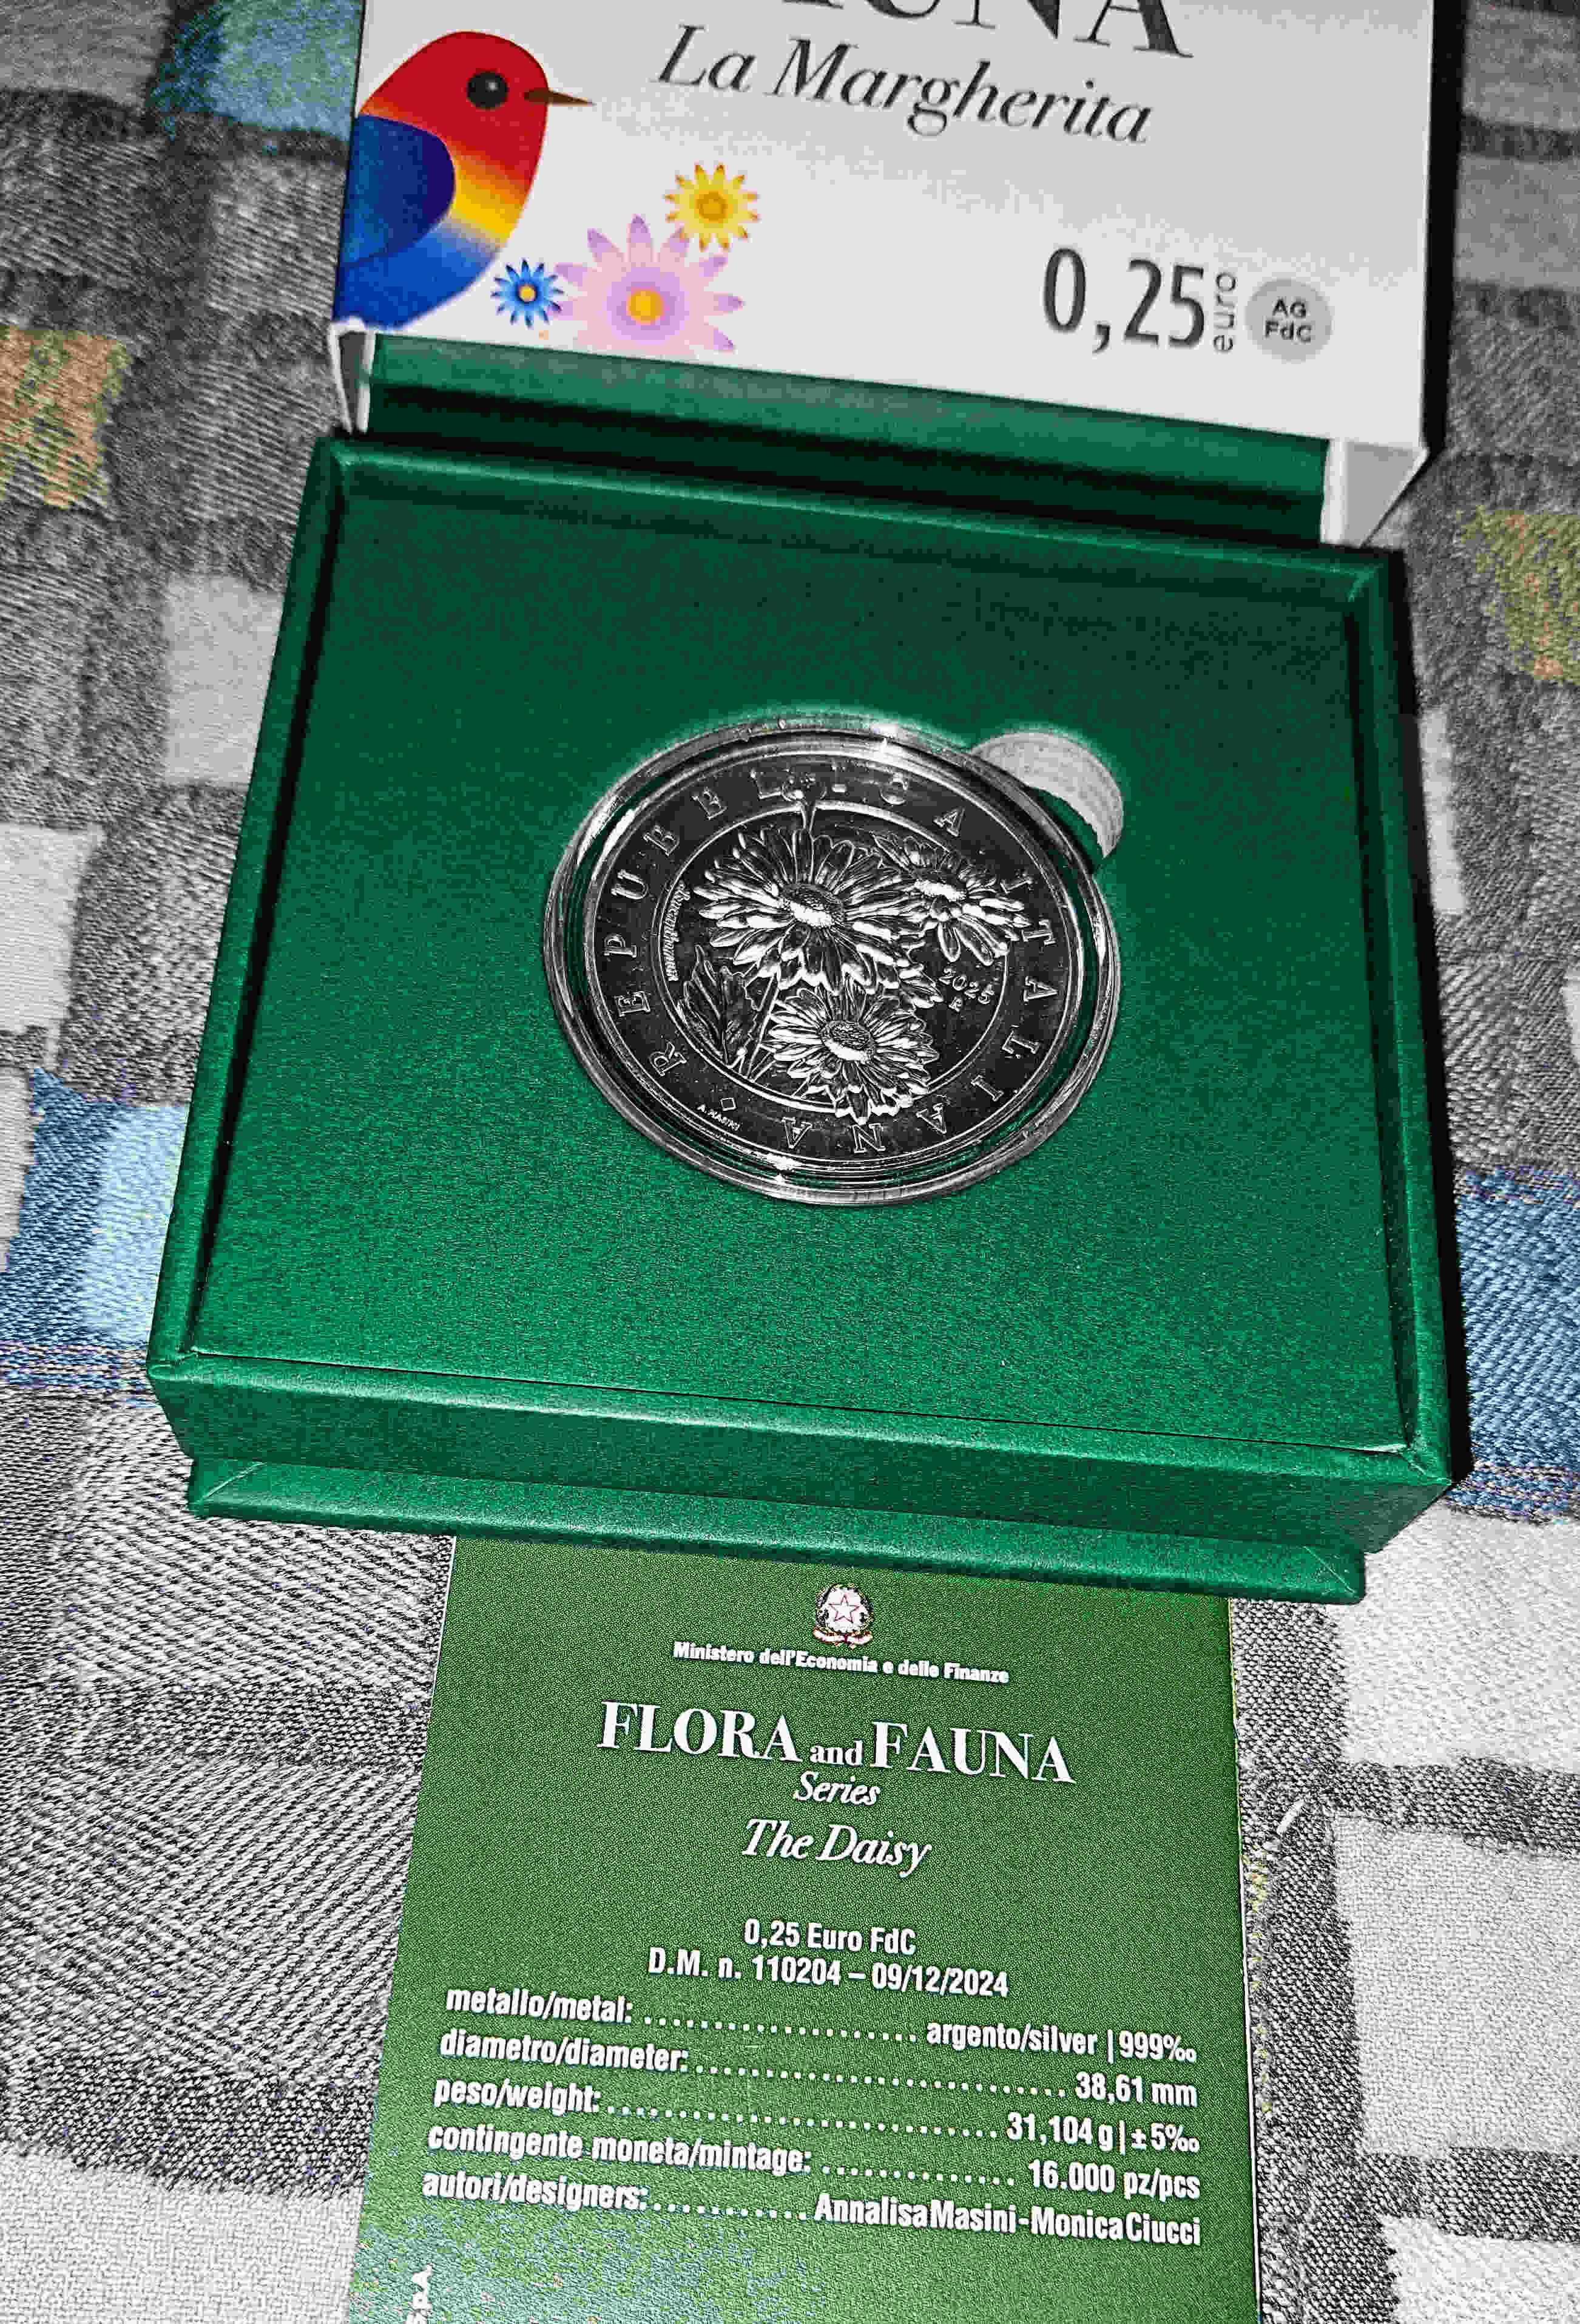 La Margherita
0,25 euro
AG
FdC
REPUBBLICA ITALIANA
2025
R
A. MASINI
Ministero dell'Economia e delle Finanze
FLORA and FAUNA
Series
The Daisy
0,25 Euro FdC
D.M. n. 110204 – 09/12/2024
metallo/metal: ..................... argento/silver | 999‰
diametro/diameter: ............................. 38,61 mm
peso/weight: .............................. 31,104 g | ± 5‰
contingente moneta/mintage: ............... 16.000 pz/pcs
autori/designers: ............ Annalisa Masini - Monica Ciucci